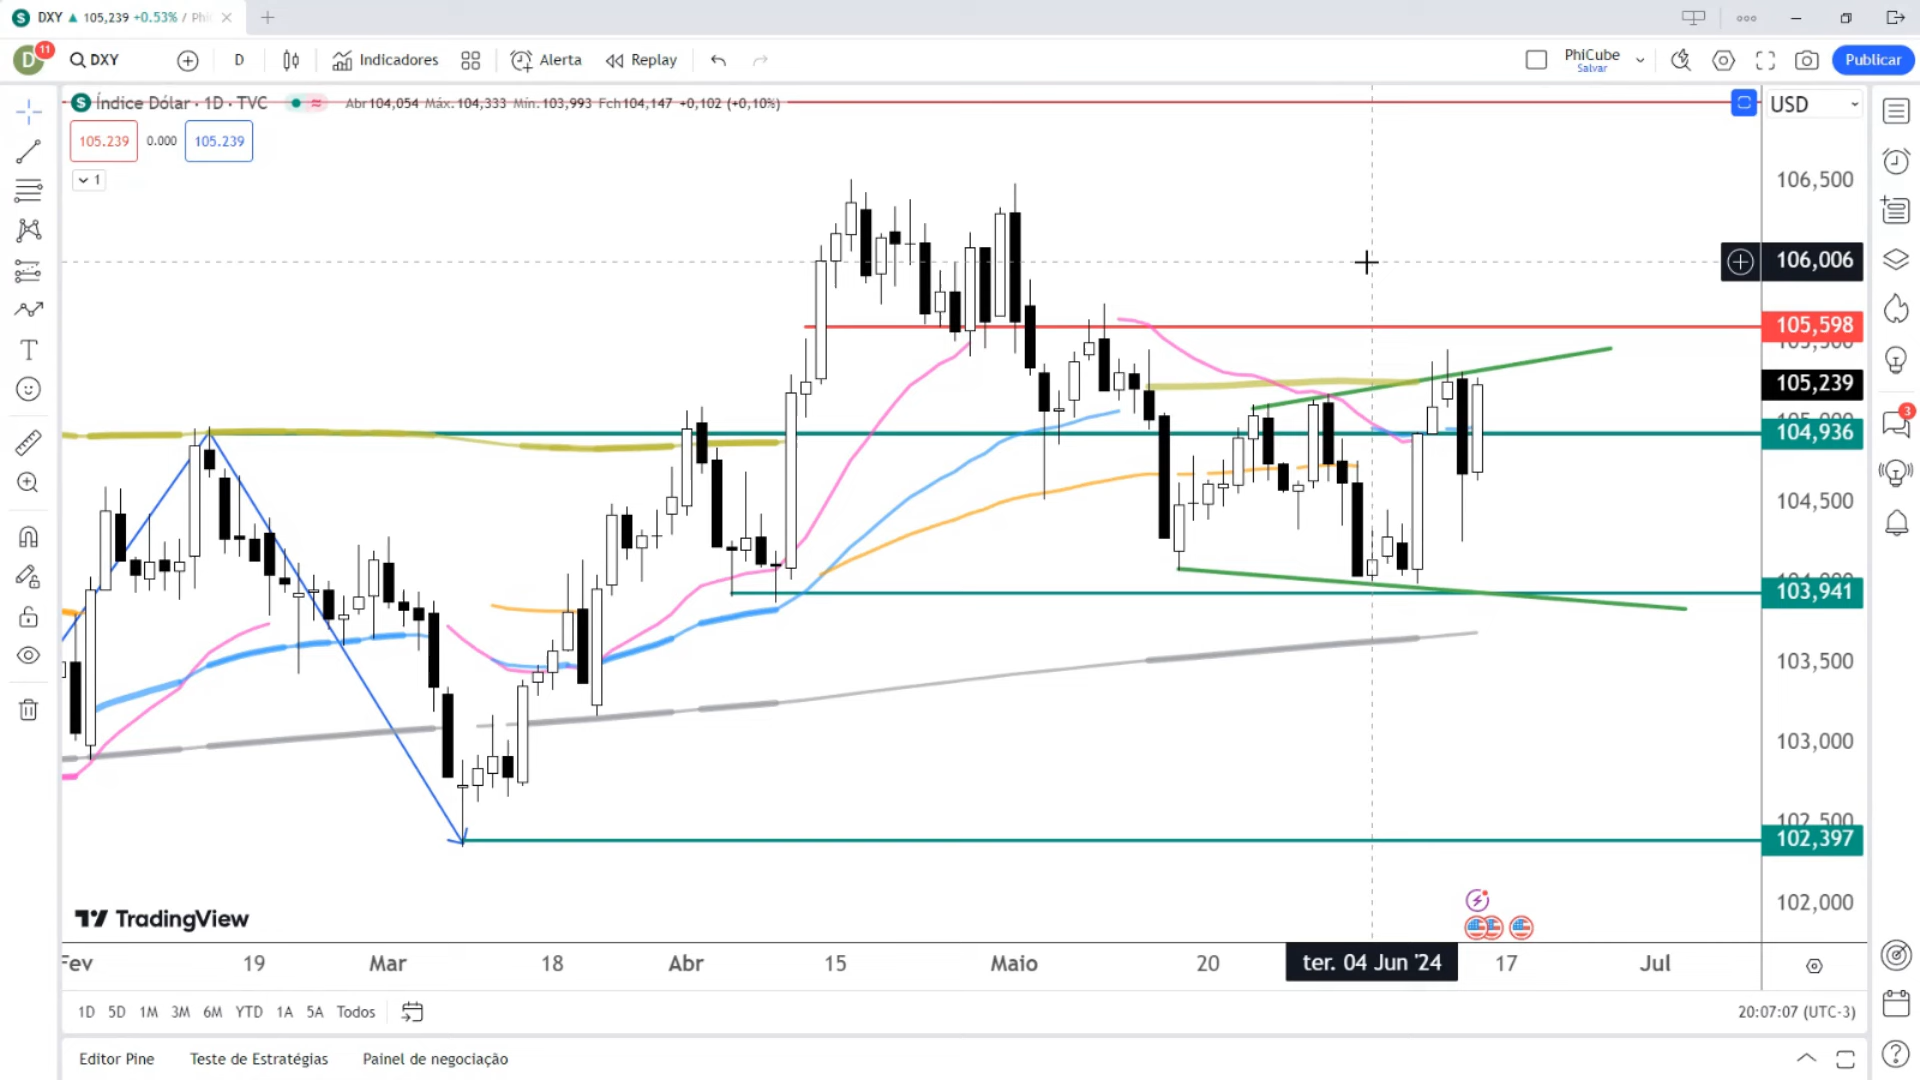 DXY ▲ 105,239 +0.53% / Phi
D 11 DXY D Indicadores Alerta Replay PhiCube Salvar Publicar
Índice Dólar · 1D · TVC Abr104,054 Máx.104,333 Mín.103,993 Fch104,147 +0,102 (+0,10%) USD
105.239 0.000 105.239
1
106,500
106,006
105,598
105,239
104,936
104,500
103,941
103,500
103,000
102,500
102,397
102,000
TradingView
Fev 19 Mar 18 Abr 15 Maio 20 ter. 04 Jun '24 17 Jul
1D 5D 1M 3M 6M YTD 1A 5A Todos 20:07:07 (UTC-3)
Editor Pine Teste de Estratégias Painel de negociação
3